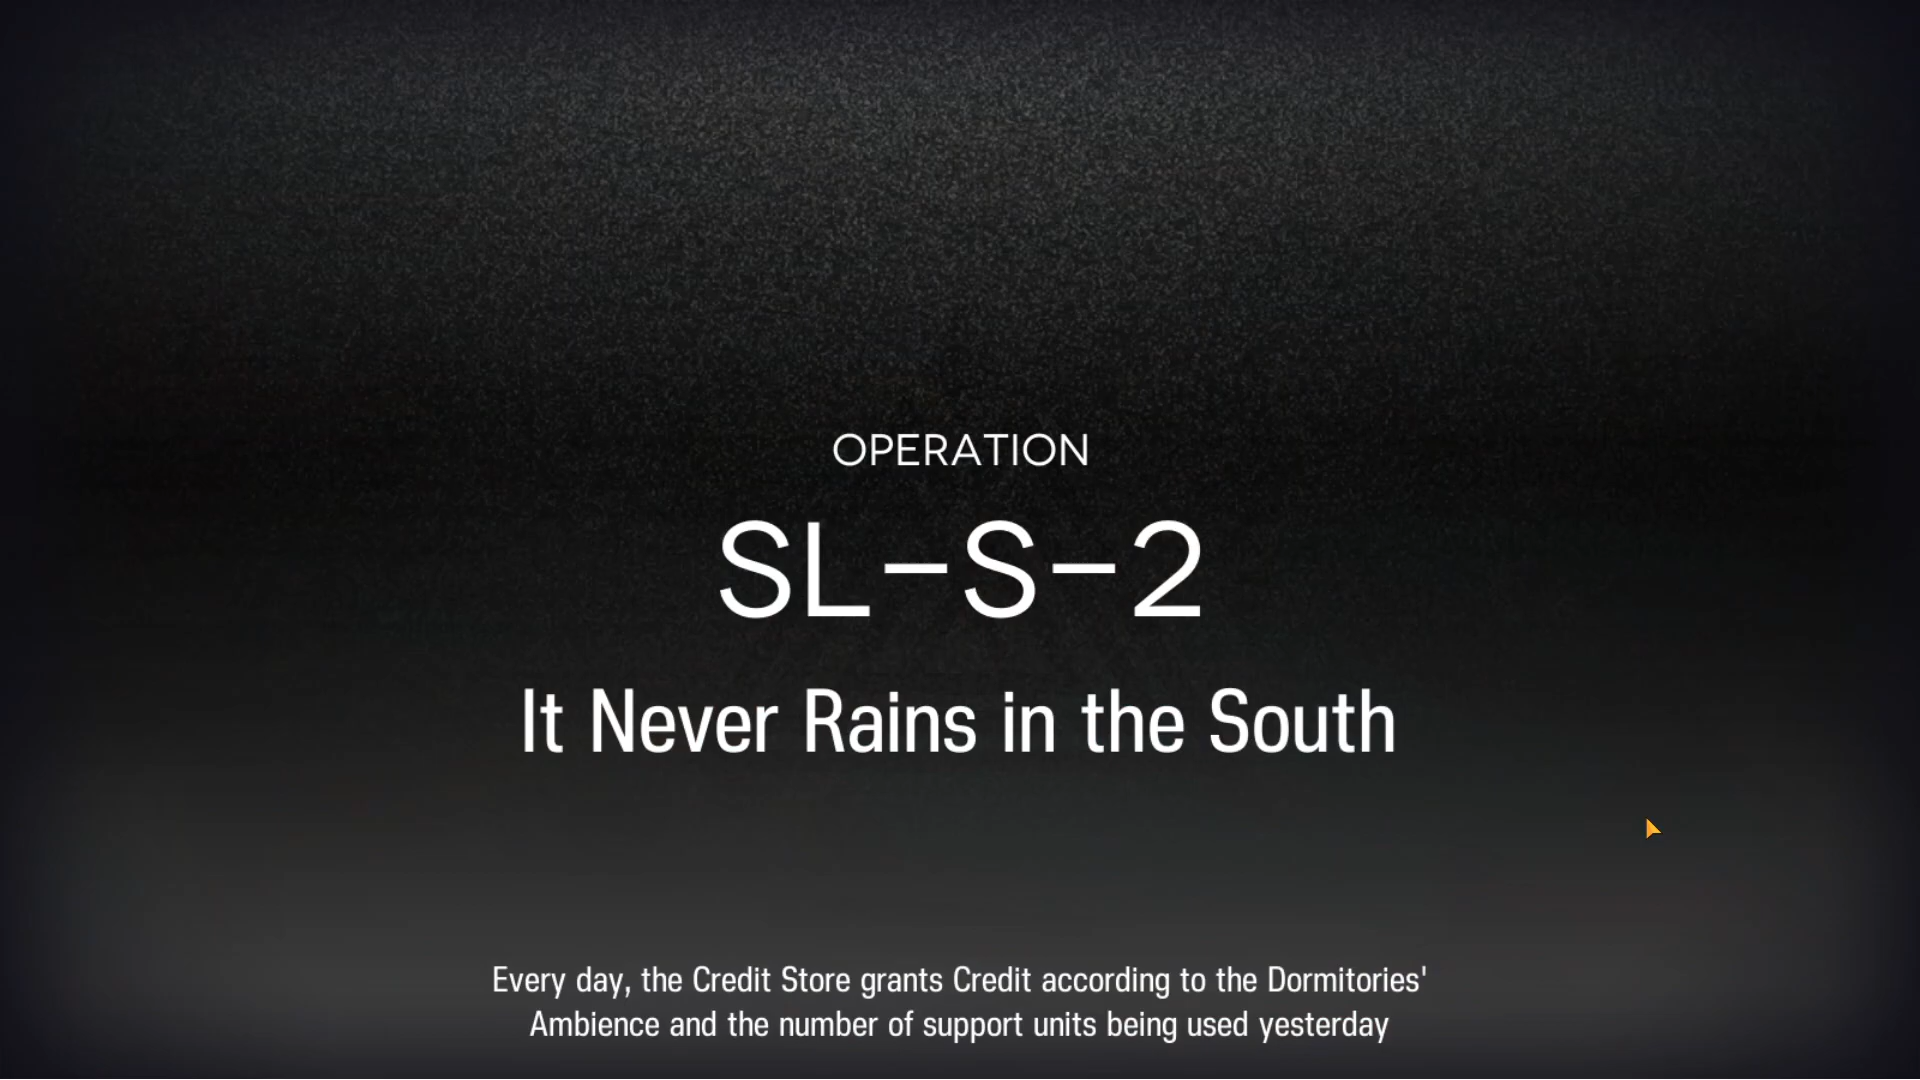 OPERATION
SL-S-2
It Never Rains in the South
Every day, the Credit Store grants Credit according to the Dormitories'
Ambience and the number of support units being used yesterday